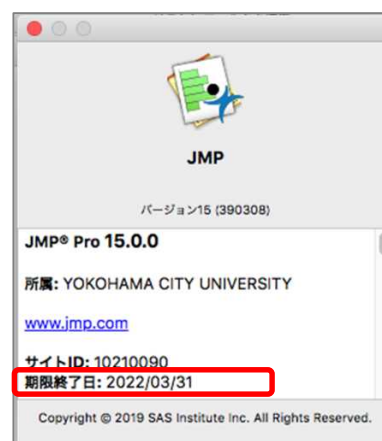 JMP
バージョン15 (390308)
JMP® Pro 15.0.0
所属: YOKOHAMA CITY UNIVERSITY
www.jmp.com
サイトID: 10210090
期限終了日: 2022/03/31
Copyright © 2019 SAS Institute Inc. All Rights Reserved.